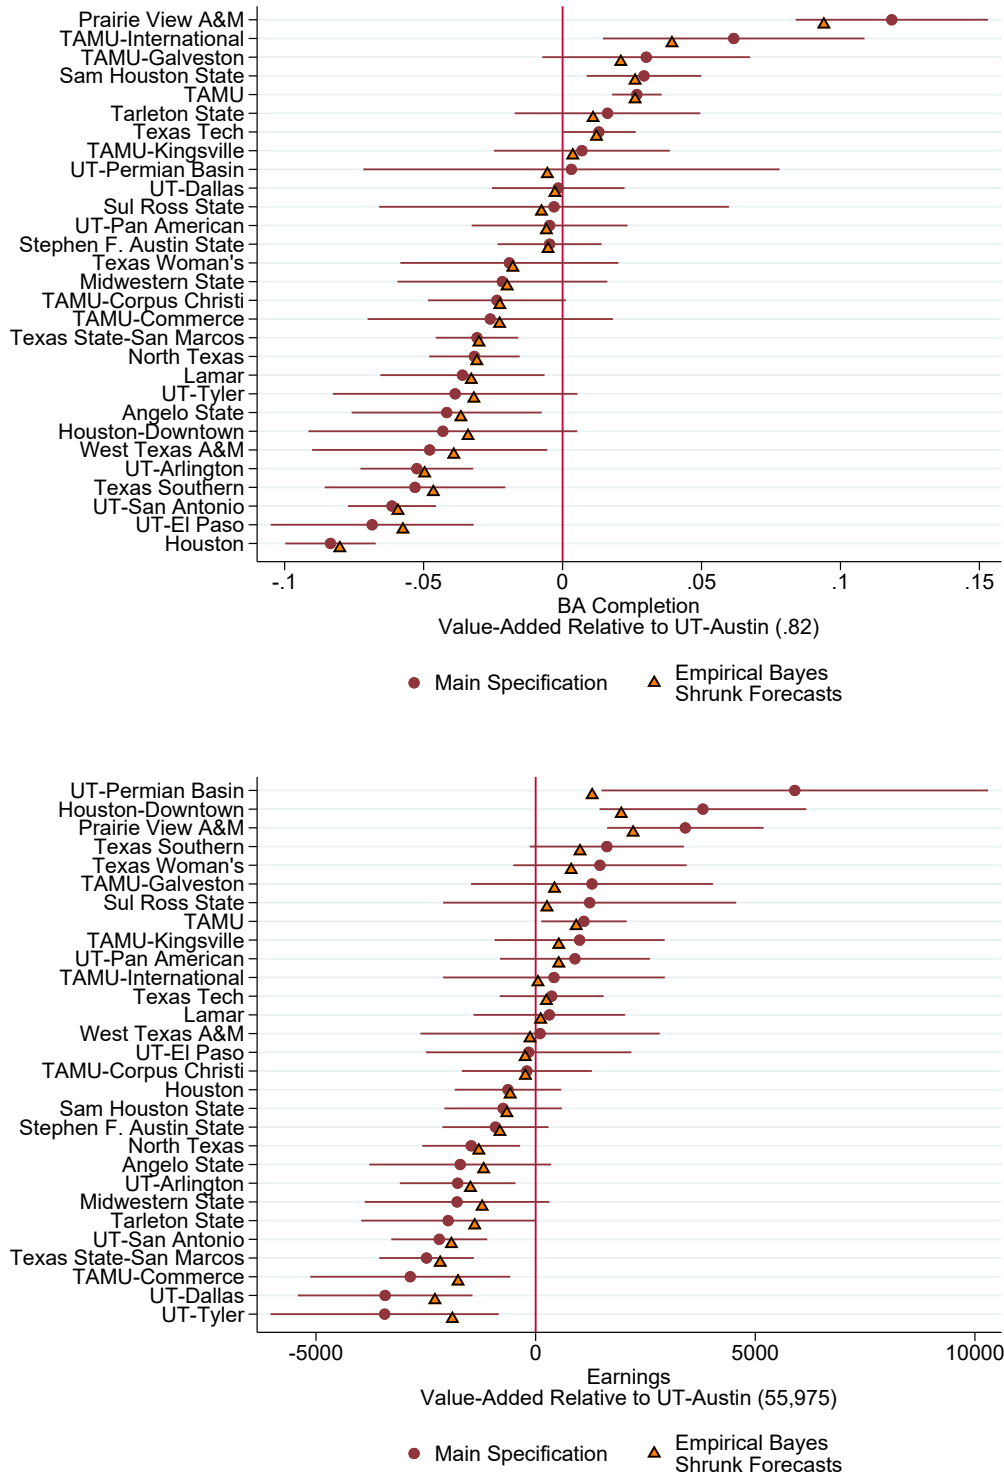 Prairie View A&M
TAMU-International
TAMU-Galveston
Sam Houston State
TAMU
Tarleton State
Texas Tech
TAMU-Kingsville
UT-Permian Basin
UT-Dallas
Sul Ross State
UT-Pan American
Stephen F. Austin State
Texas Woman's
Midwestern State
TAMU-Corpus Christi
TAMU-Commerce
Texas State-San Marcos
North Texas
Lamar
UT-Tyler
Angelo State
Houston-Downtown
West Texas A&M
UT-Arlington
Texas Southern
UT-San Antonio
UT-El Paso
Houston
-.1 -.05 0 .05 .1 .15
BA Completion
Value-Added Relative to UT-Austin (.82)
Main Specification
Empirical Bayes
Shrunk Forecasts
UT-Permian Basin
Houston-Downtown
Prairie View A&M
Texas Southern
Texas Woman's
TAMU-Galveston
Sul Ross State
TAMU
TAMU-Kingsville
UT-Pan American
TAMU-International
Texas Tech
Lamar
West Texas A&M
UT-El Paso
TAMU-Corpus Christi
Houston
Sam Houston State
Stephen F. Austin State
North Texas
Angelo State
UT-Arlington
Midwestern State
Tarleton State
UT-San Antonio
Texas State-San Marcos
TAMU-Commerce
UT-Dallas
UT-Tyler
-5000 0 5000 10000
Earnings
Value-Added Relative to UT-Austin (55,975)
Main Specification
Empirical Bayes
Shrunk Forecasts